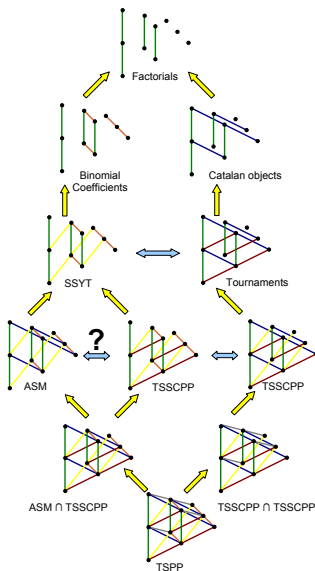 Factorials
Binomial
Coefficients
Catalan objects
SSYT
Tournaments
?
ASM
TSSCPP
TSSCPP
ASM ∩ TSSCPP
TSSCPP ∩ TSSCPP
TSPP